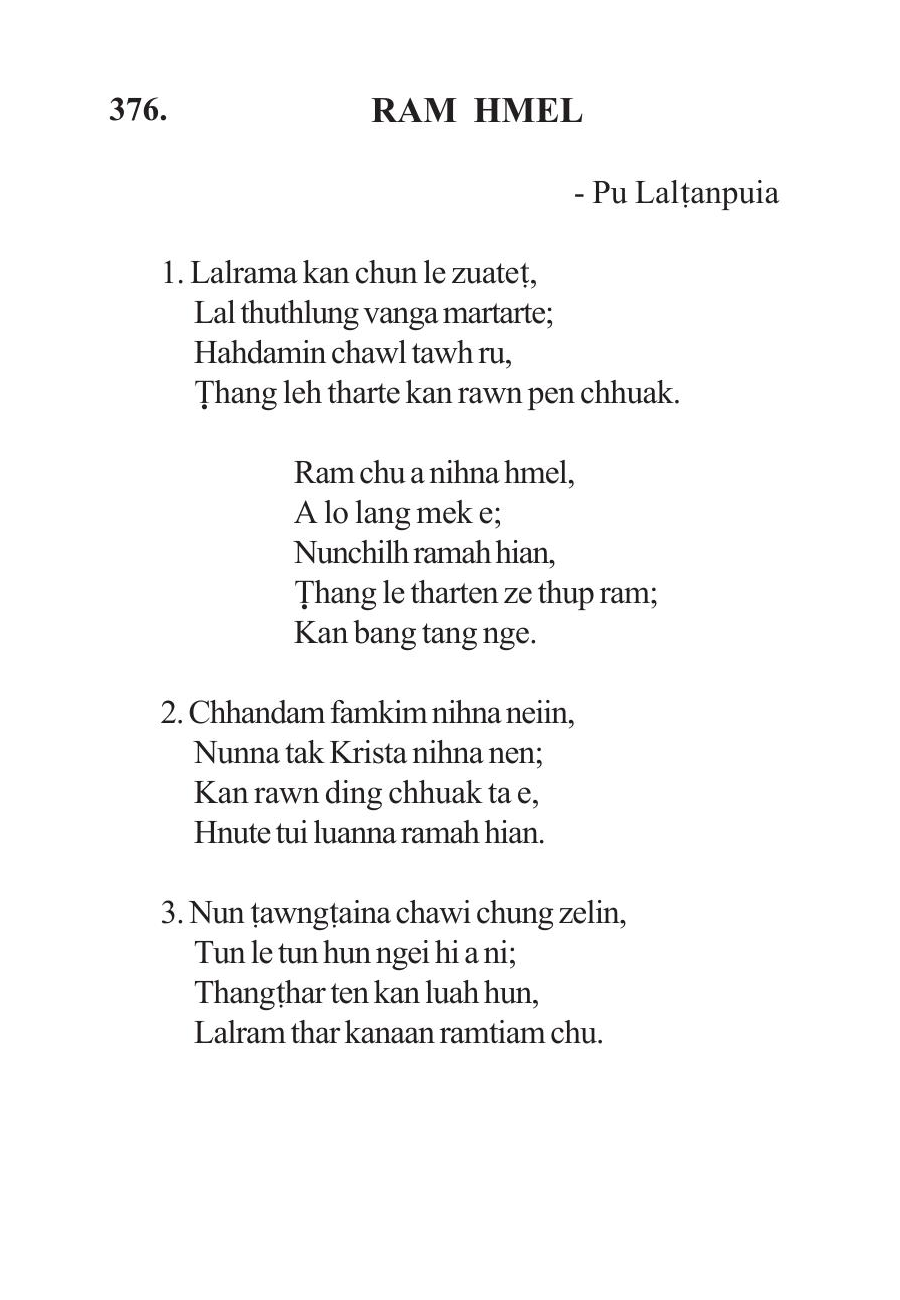 376. RAM HMEL
- Pu Lalṭanpuia
1. Lalrama kan chun le zuateṭ,
Lal thuthlung vanga martarte;
Hahdamin chawl tawh ru,
Ṭhang leh tharte kan rawn pen chhuak.
Ram chu a nihna hmel,
A lo lang mek e;
Nunchilh ramah hian,
Ṭhang le tharten ze thup ram;
Kan bang tang nge.
2. Chhandam famkim nihna neiin,
Nunna tak Krista nihna nen;
Kan rawn ding chhuak ta e,
Hnute tui luanna ramah hian.
3. Nun ṭawngṭaina chawi chung zelin,
Tun le tun hun ngei hi a ni;
Thangṭhar ten kan luah hun,
Lalram thar kanaan ramtiam chu.